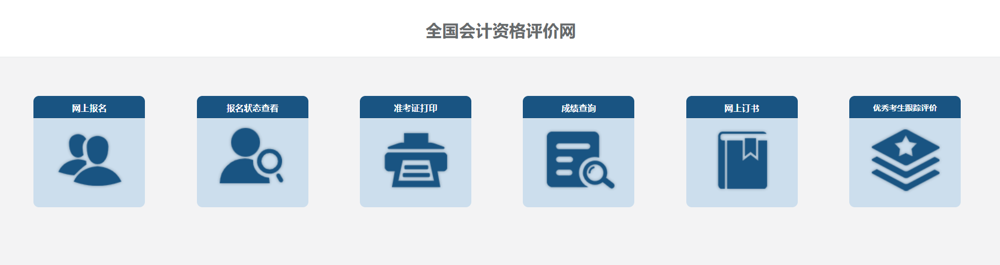 全国会计资格评价网
网上报名
报名状态查看
准考证打印
成绩查询
网上订书
优秀考生跟踪评价